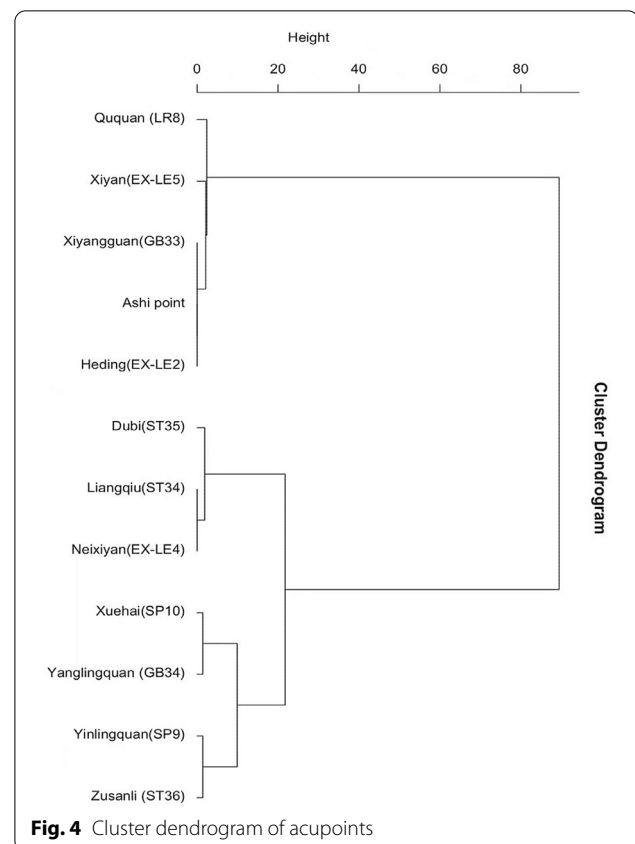 Height
0 20 40 60 80
Ququan (LR8)
Xiyan(EX-LE5)
Xiyangguan(GB33)
Ashi point
Heding(EX-LE2)
Dubi(ST35)
Liangqiu(ST34)
Neixiyan(EX-LE4)
Xuehai(SP10)
Yanglingquan (GB34)
Yinlingquan(SP9)
Zusanli (ST36)
Cluster Dendrogram
Fig. 4 Cluster dendrogram of acupoints